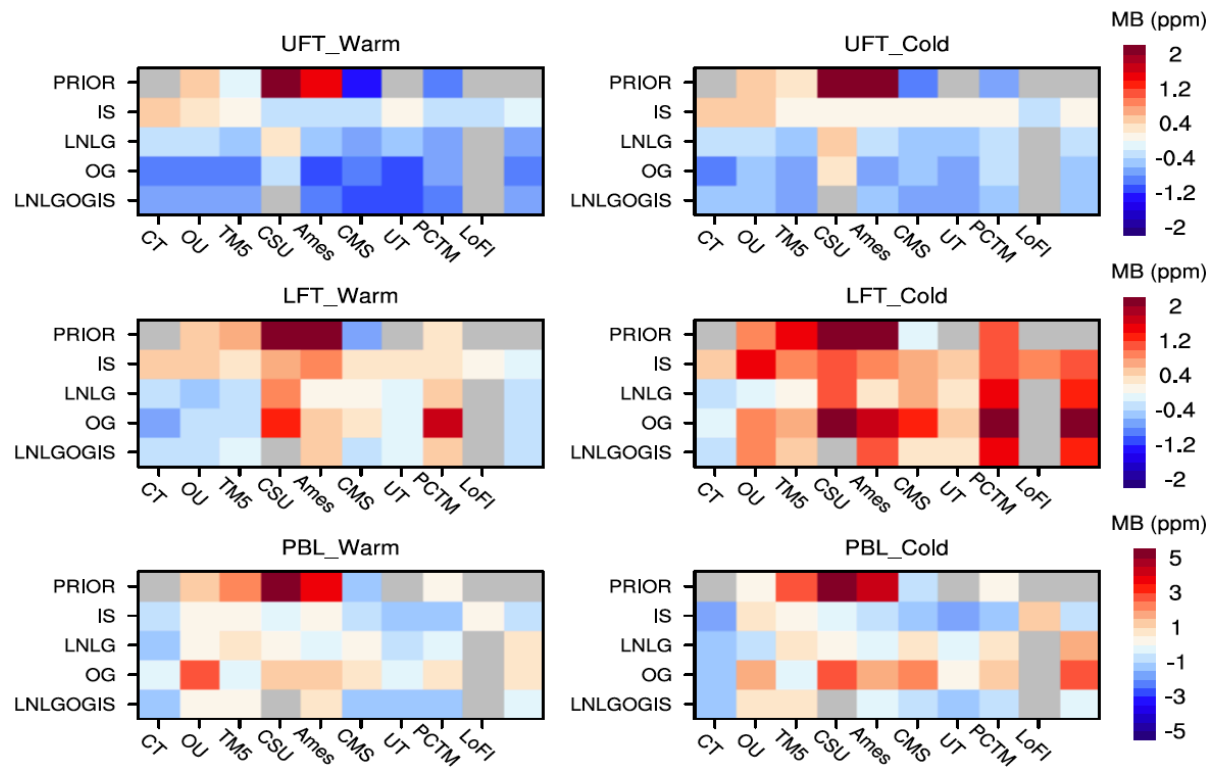 MB (ppm)
UFT_Warm
UFT_Cold
PRIOR
IS
LNLG
OG
LNLGOGIS
CT
OU
TM5
CSU
Ames
CMS
UT
PCTM
LoFI
PRIOR
IS
LNLG
OG
LNLGOGIS
CT
OU
TM5
CSU
Ames
CMS
UT
PCTM
LoFI
2
1.2
0.4
-0.4
-1.2
-2
MB (ppm)
LFT_Warm
LFT_Cold
PRIOR
IS
LNLG
OG
LNLGOGIS
CT
OU
TM5
CSU
Ames
CMS
UT
PCTM
LoFI
PRIOR
IS
LNLG
OG
LNLGOGIS
CT
OU
TM5
CSU
Ames
CMS
UT
PCTM
LoFI
2
1.2
0.4
-0.4
-1.2
-2
MB (ppm)
PBL_Warm
PBL_Cold
PRIOR
IS
LNLG
OG
LNLGOGIS
CT
OU
TM5
CSU
Ames
CMS
UT
PCTM
LoFI
PRIOR
IS
LNLG
OG
LNLGOGIS
CT
OU
TM5
CSU
Ames
CMS
UT
PCTM
LoFI
5
3
1
-1
-3
-5